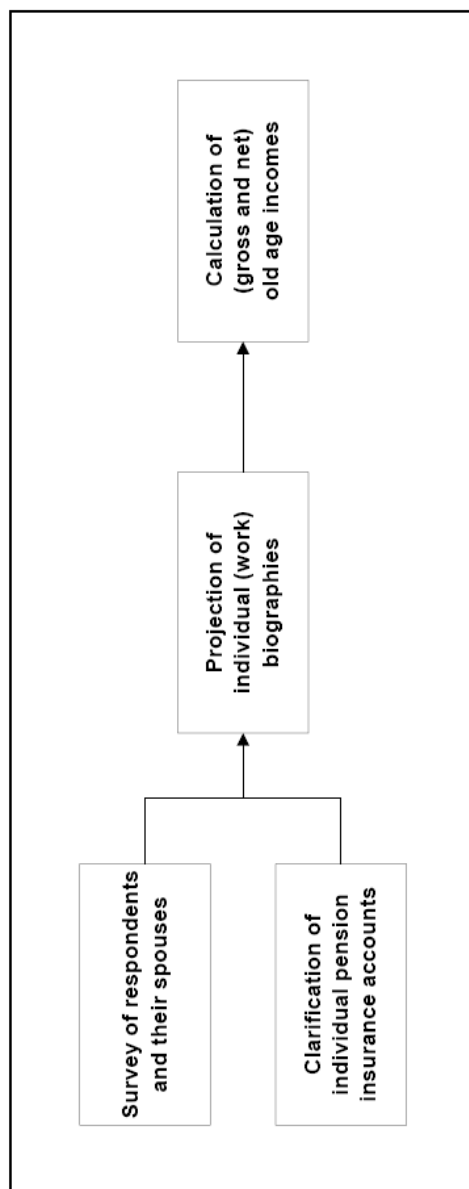 Survey of respondents
and their spouses
Clarification of
individual pension
insurance accounts
Projection of
individual (work)
biographies
Calculation of
(gross and net)
old age incomes